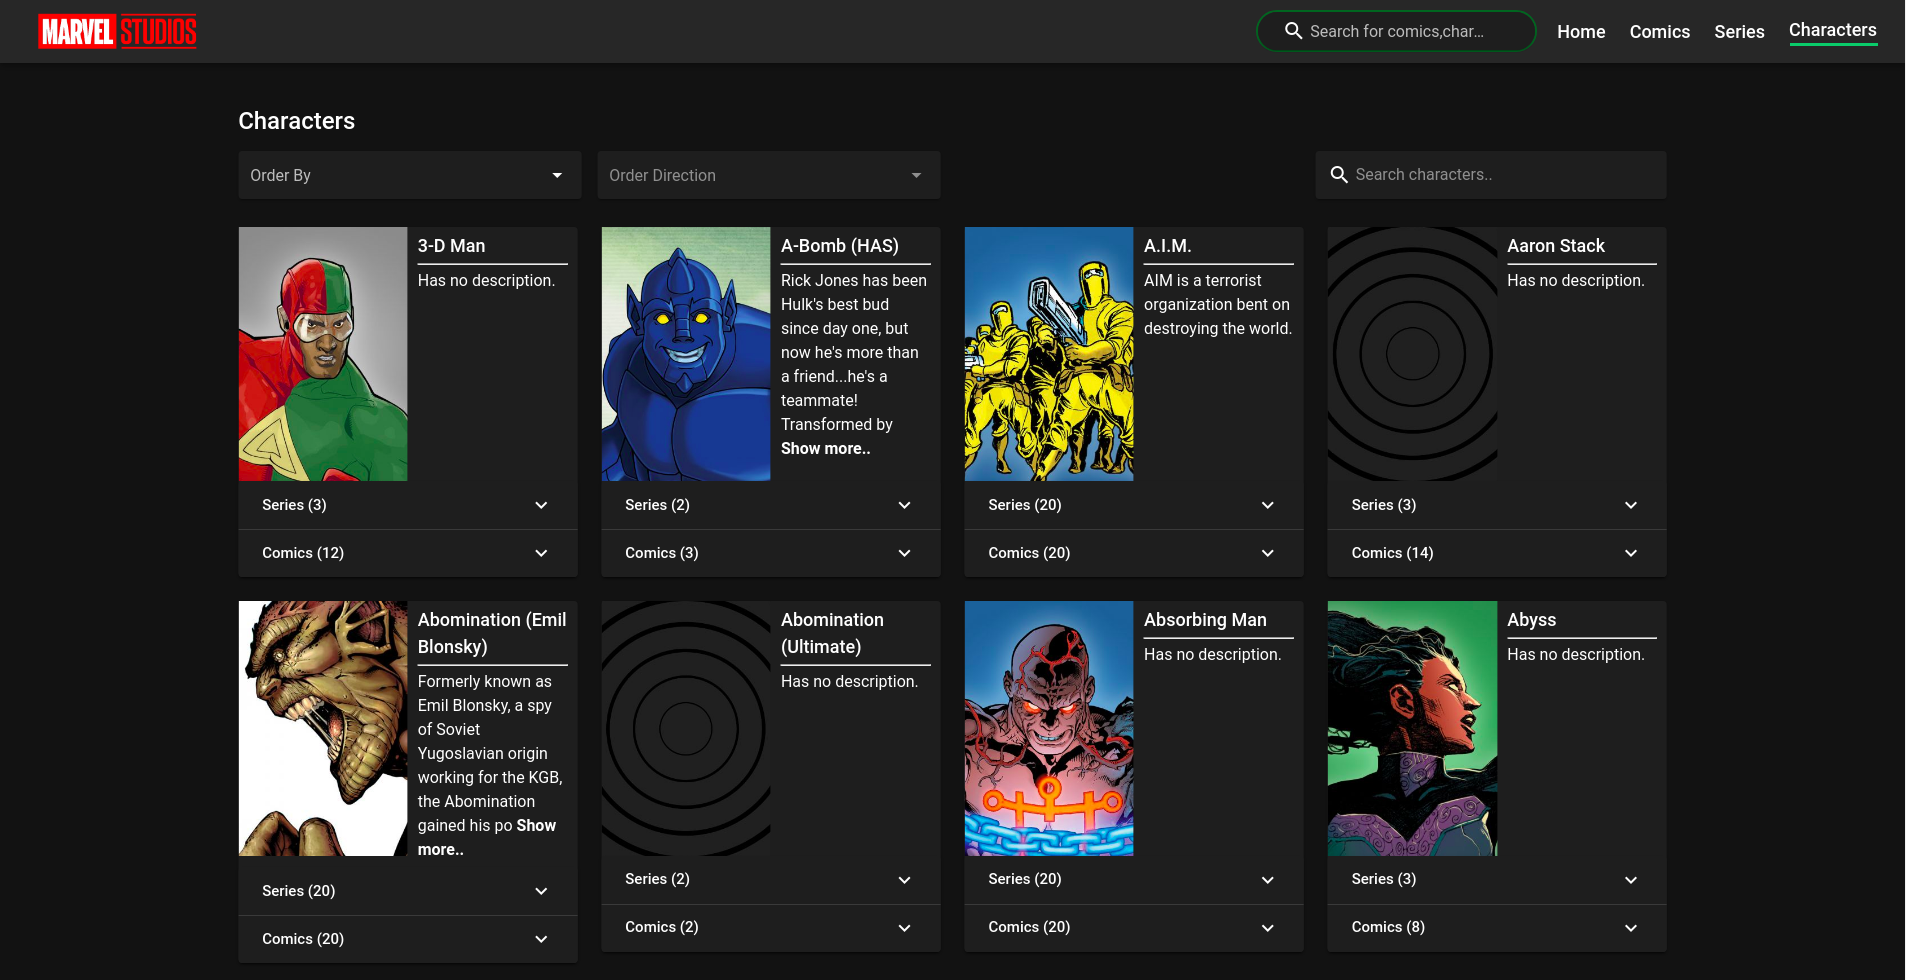 MARVEL STUDIOS
Search for comics,char...
Home
Comics
Series
Characters
Characters
Order By
Order Direction
Search characters..
3-D Man
Has no description.
Series (3)
Comics (12)
A-Bomb (HAS)
Rick Jones has been
Hulk's best bud
since day one, but
now he's more than
a friend...he's a
teammate!
Transformed by
Show more..
Series (2)
Comics (3)
A.I.M.
AIM is a terrorist
organization bent on
destroying the world.
Series (20)
Comics (20)
Aaron Stack
Has no description.
Series (3)
Comics (14)
Abomination (Emil
Blonsky)
Formerly known as
Emil Blonsky, a spy
of Soviet
Yugoslavian origin
working for the KGB,
the Abomination
gained his po Show
more..
Series (20)
Comics (20)
Abomination
(Ultimate)
Has no description.
Series (2)
Comics (2)
Absorbing Man
Has no description.
Series (20)
Comics (20)
Abyss
Has no description.
Series (3)
Comics (8)